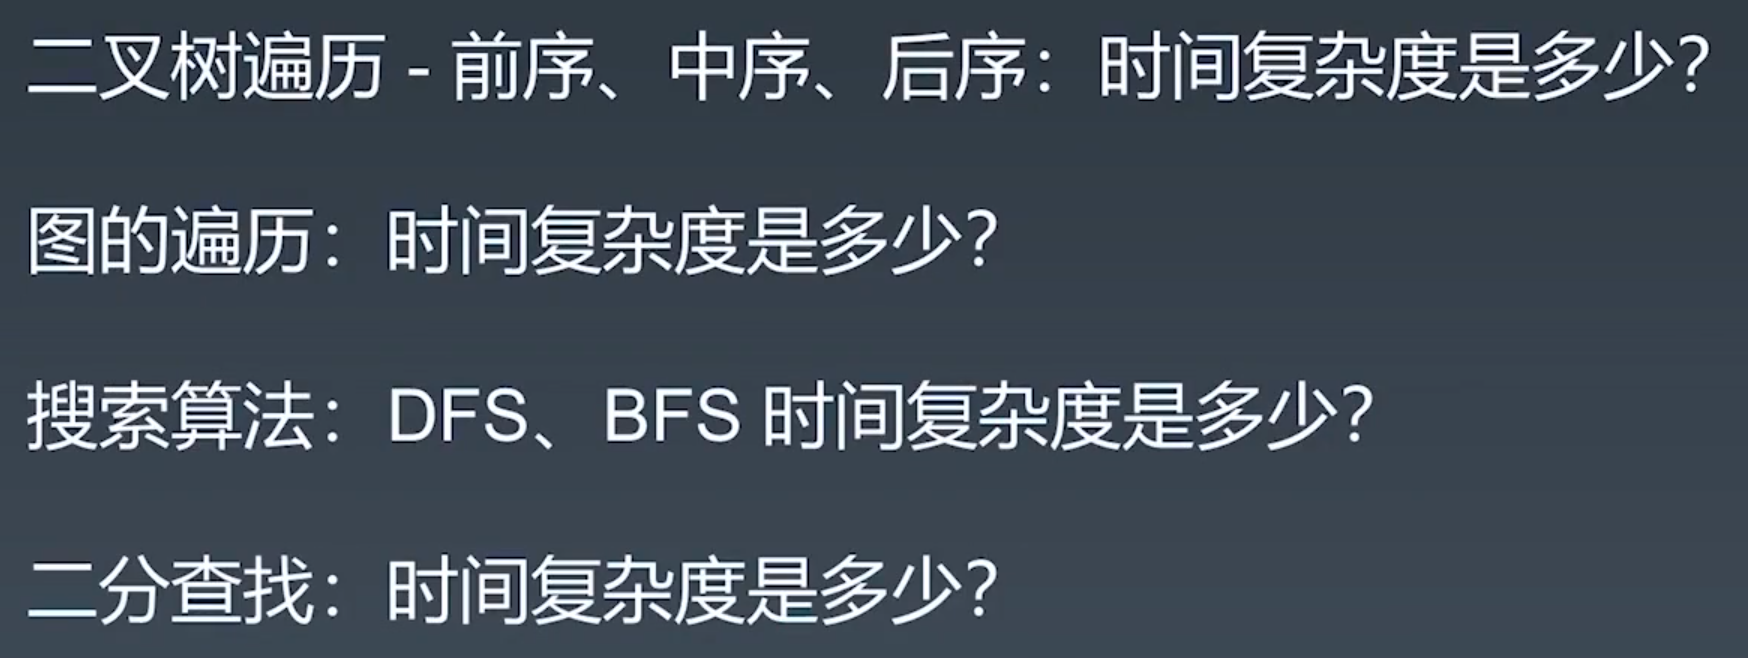 二叉树遍历 - 前序、中序、后序：时间复杂度是多少？
图的遍历：时间复杂度是多少？
搜索算法：DFS、BFS 时间复杂度是多少？
二分查找：时间复杂度是多少？